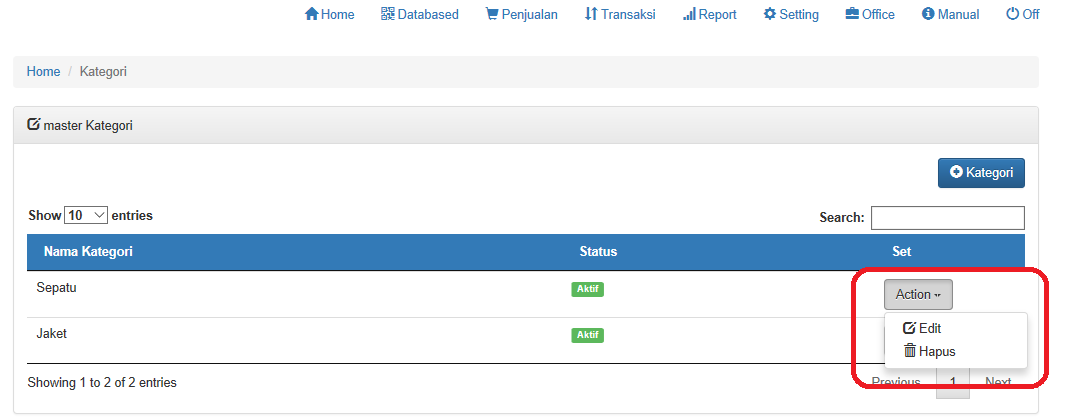 Home Databased Penjualan Transaksi Report Setting Office Manual Off
Home / Kategori
master Kategori
Kategori
Show 10 entries Search:
Nama Kategori Status Set
Sepatu Aktif Action
Edit
Jaket Aktif
Hapus
Showing 1 to 2 of 2 entries Previous 1 Next